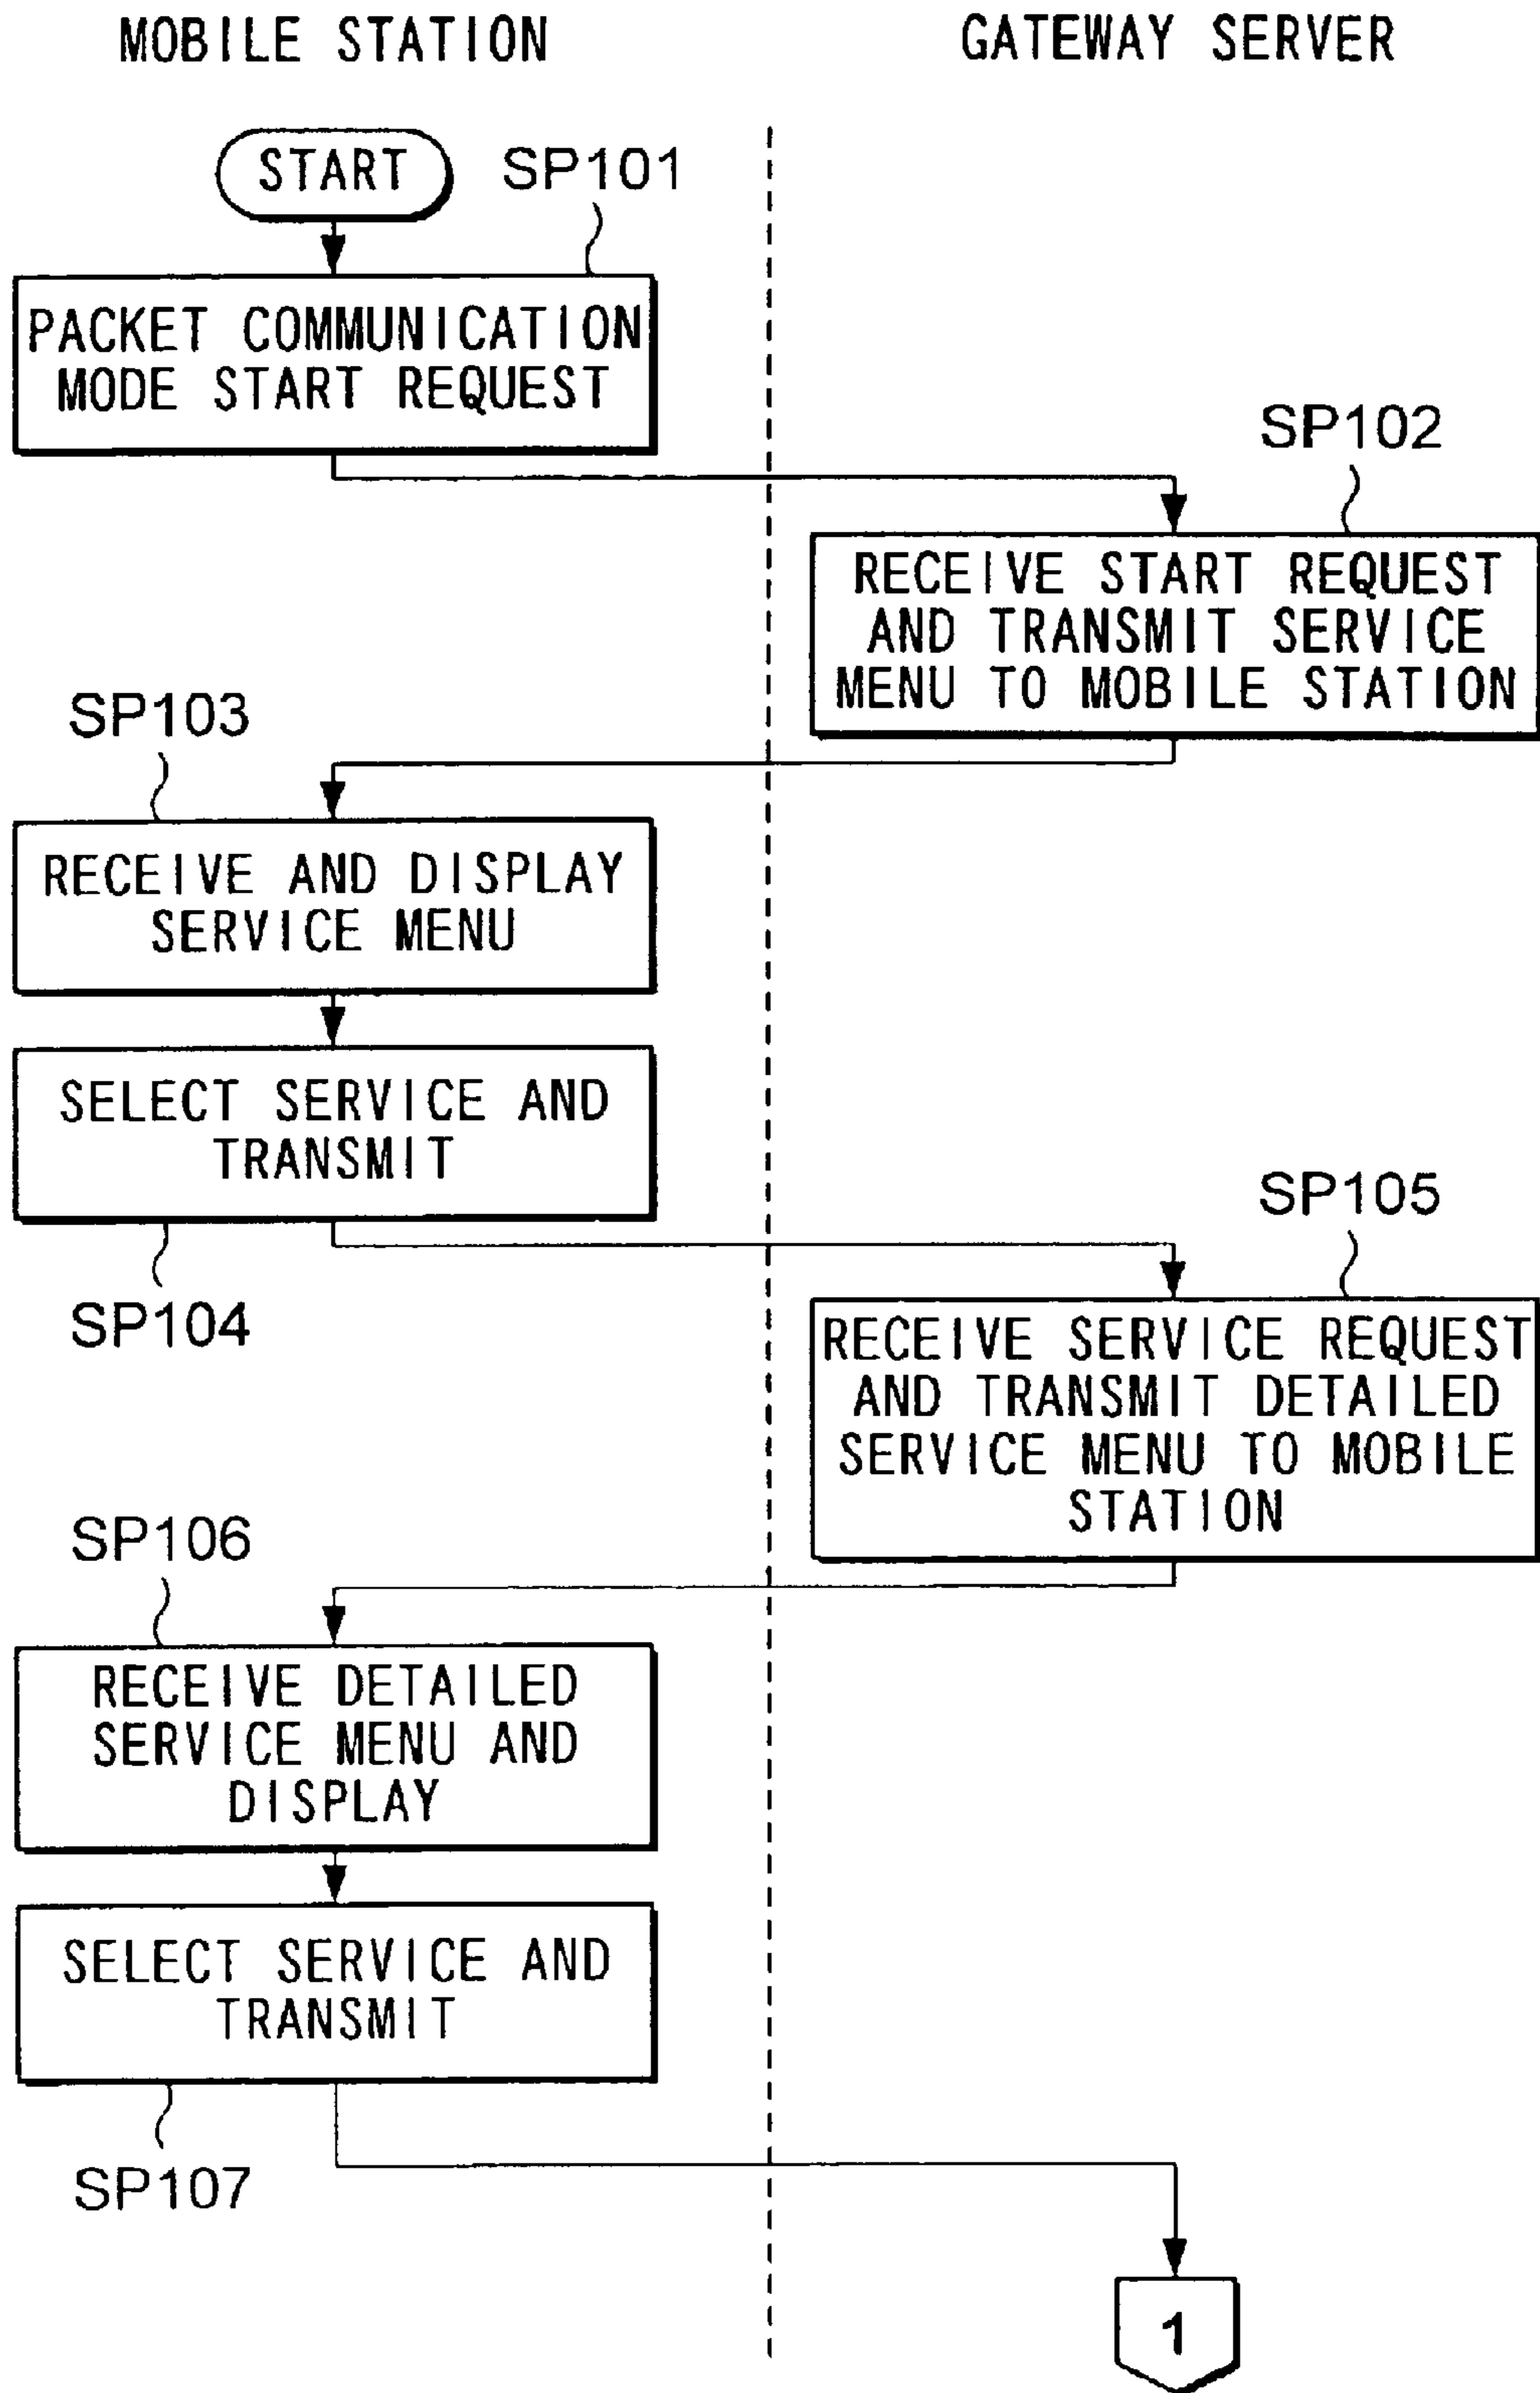 MOBILE STATION
GATEWAY SERVER
START
SP101
PACKET COMMUNICATION
MODE START REQUEST
SP102
RECEIVE START REQUEST
AND TRANSMIT SERVICE
MENU TO MOBILE STATION
SP103
RECEIVE AND DISPLAY
SERVICE MENU
SELECT SERVICE AND
TRANSMIT
SP104
SP105
RECEIVE SERVICE REQUEST
AND TRANSMIT DETAILED
SERVICE MENU TO MOBILE
STATION
SP106
RECEIVE DETAILED
SERVICE MENU AND
DISPLAY
SELECT SERVICE AND
TRANSMIT
SP107
1